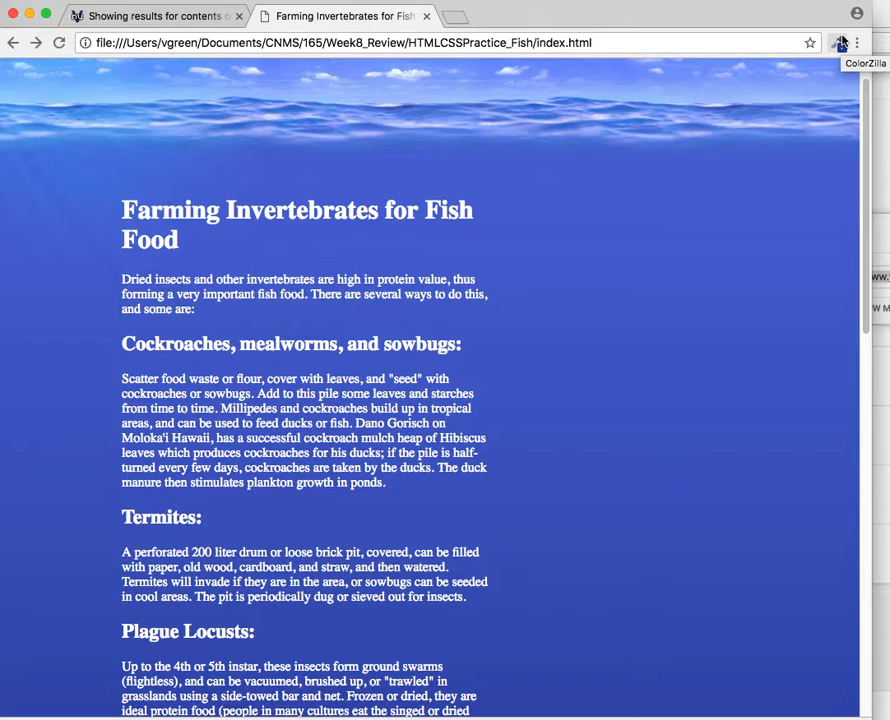 Showing results for contents
Farming Invertebrates for Fish
file:///Users/vgreen/Documents/CNMS/165/Week8_Review/HTMLCSSPractice_Fish/index.html
ColorZilla
Farming Invertebrates for Fish
Food
Dried insects and other invertebrates are high in protein value, thus
forming a very important fish food. There are several ways to do this,
and some are:
Cockroaches, mealworms, and sowbugs:
Scatter food waste or flour, cover with leaves, and "seed" with
cockroaches or sowbugs. Add to this pile some leaves and starches
from time to time. Millipedes and cockroaches build up in tropical
areas, and can be used to feed ducks or fish. Dano Gorisch on
Moloka'i Hawaii, has a successful cockroach mulch heap of Hibiscus
leaves which produces cockroaches for his ducks; if the pile is half-
turned every few days, cockroaches are taken by the ducks. The duck
manure then stimulates plankton growth in ponds.
Termites:
A perforated 200 liter drum or loose brick pit, covered, can be filled
with paper, old wood, cardboard, and straw, and then watered.
Termites will invade if they are in the area, or sowbugs can be seeded
in cool areas. The pit is periodically dug or sieved out for insects.
Plague Locusts:
Up to the 4th or 5th instar, these insects form ground swarms
(flightless), and can be vacuumed, brushed up, or "trawled" in
grasslands using a side-towed bar and net. Frozen or dried, they are
ideal protein food (people in many cultures eat the singed or dried